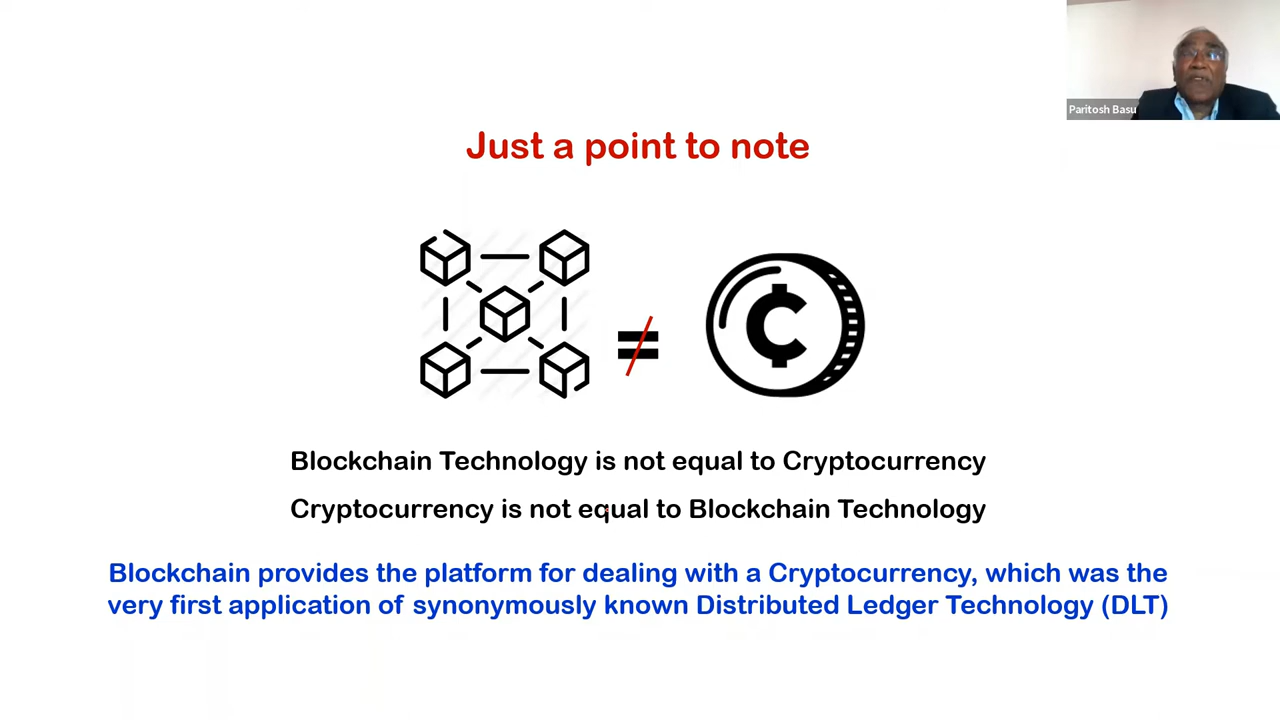 Paritosh Basu
Just a point to note
Blockchain Technology is not equal to Cryptocurrency
Cryptocurrency is not equal to Blockchain Technology
Blockchain provides the platform for dealing with a Cryptocurrency, which was the
very first application of synonymously known Distributed Ledger Technology (DLT)